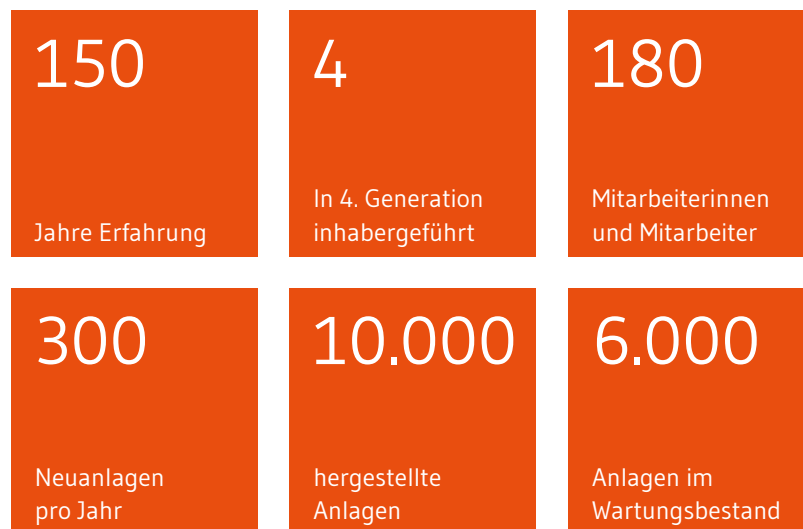 150
Jahre Erfahrung
4
In 4. Generation
inhabergeführt
180
Mitarbeiterinnen
und Mitarbeiter
300
Neuanlagen
pro Jahr
10.000
hergestellte
Anlagen
6.000
Anlagen im
Wartungsbestand